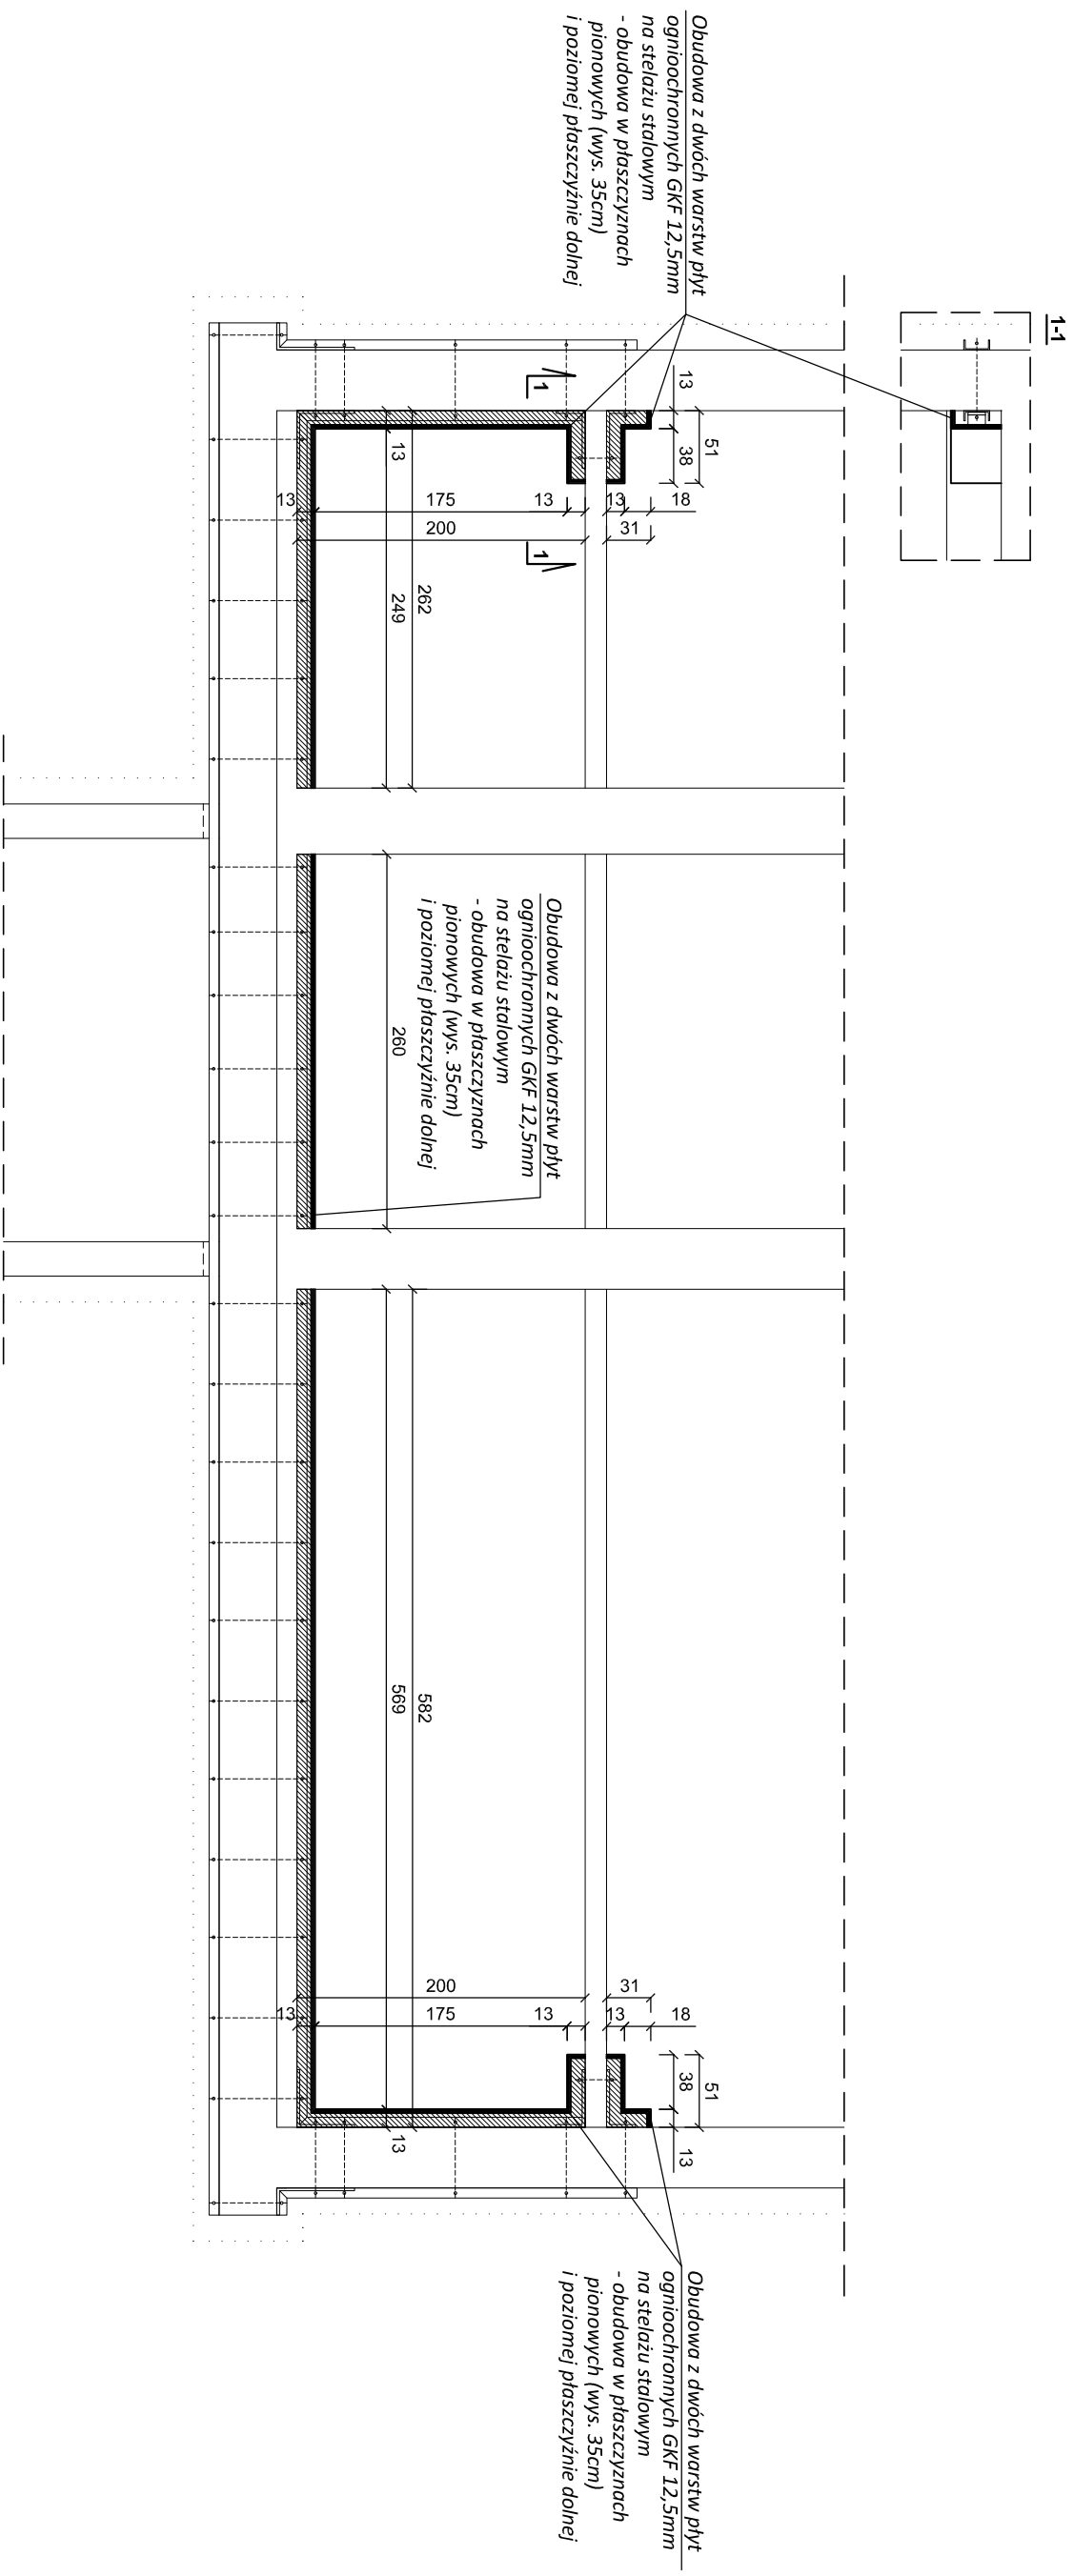 1-1
Obudowa z dwóch warstw płyt
ognioochronnych GKF 12,5mm
na stelażu stalowym
- obudowa w płaszczyznach
pionowych (wys. 35cm)
i poziomej płaszczyźnie dolnej
13
51
38
18
13
31
13
175
13
200
1
1
13
262
249
Obudowa z dwóch warstw płyt
ognioochronnych GKF 12,5mm
na stelażu stalowym
- obudowa w płaszczyznach
pionowych (wys. 35cm)
i poziomej płaszczyźnie dolnej
260
582
569
200
31
13
175
13
13
18
51
38
13
13
Obudowa z dwóch warstw płyt
ognioochronnych GKF 12,5mm
na stelażu stalowym
- obudowa w płaszczyznach
pionowych (wys. 35cm)
i poziomej płaszczyźnie dolnej